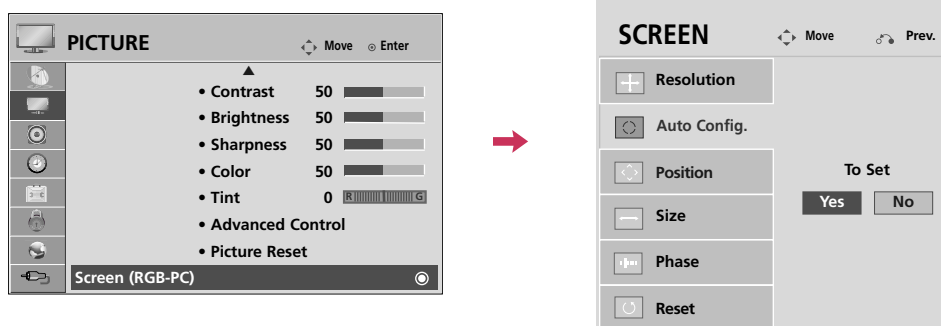 PICTURE
Move
Enter
• Contrast 50
• Brightness 50
• Sharpness 50
• Color 50
• Tint 0 R G
• Advanced Control
• Picture Reset
Screen (RGB-PC)
SCREEN
Move
Prev.
Resolution
Auto Config.
Position
Size
Phase
Reset
To Set
Yes No